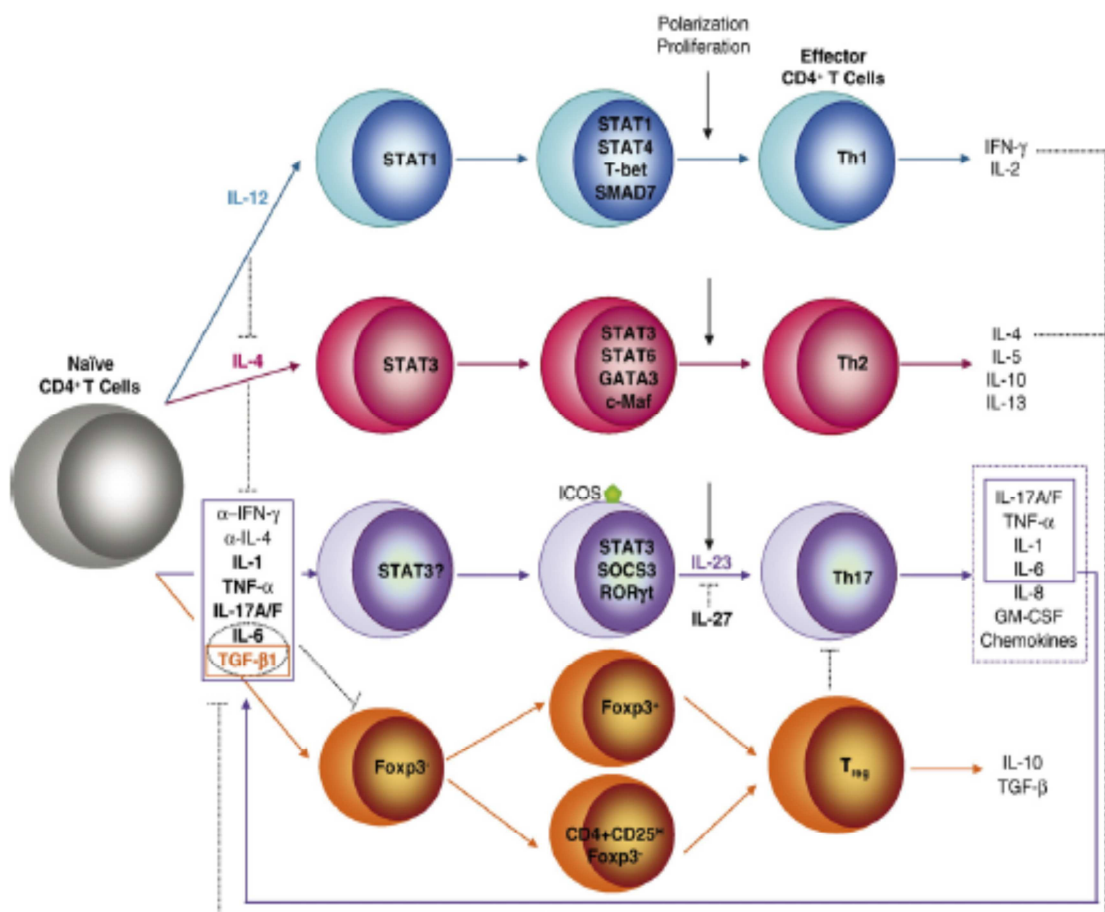 Polarization
Proliferation
Effector
CD4⁺ T Cells
IL-12
STAT1
STAT1
STAT4
T-bet
SMAD7
Th1
IFN-γ
IL-2
Naïve
CD4⁺ T Cells
IL-4
STAT3
STAT3
STAT6
GATA3
c-Maf
Th2
IL-4
IL-5
IL-10
IL-13
α–IFN-γ
α-IL-4
IL-1
TNF-α
IL-17A/F
IL-6
TGF-β1
STAT3?
ICOS
STAT3
SOCS3
RORγt
IL-23
IL-27
Th17
IL-17A/F
TNF-α
IL-1
IL-6
IL-8
GM-CSF
Chemokines
Foxp3⁻
Foxp3⁺
CD4+CD25ʰⁱ
Foxp3⁻
Treg
IL-10
TGF-β